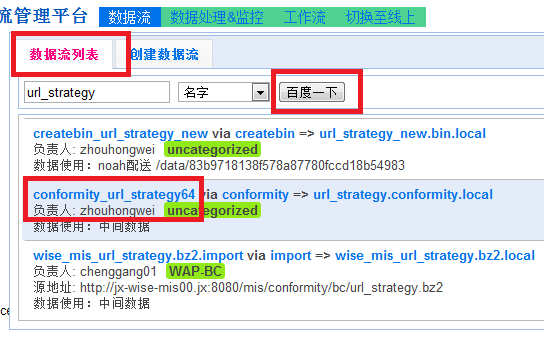 流管理平台 数据流 数据处理&监控 工作流 切换至线上
数据流列表 创建数据流
url_strategy 名字 百度一下
createbin_url_strategy_new via createbin => url_strategy_new.bin.local
负责人: zhouhongwei uncategorized
数据使用：noah配送 /data/83b9718138f578a87780fccd18b54983
conformity_url_strategy64 via conformity => url_strategy.conformity.local
负责人: zhouhongwei uncategorized
数据使用：中间数据
wise_mis_url_strategy.bz2.import via import => wise_mis_url_strategy.bz2.local
负责人: chenggang01 WAP-BC
源地址: http://jx-wise-mis00.jx:8080/mis/conformity/bc/url_strategy.bz2
数据使用：中间数据
ce